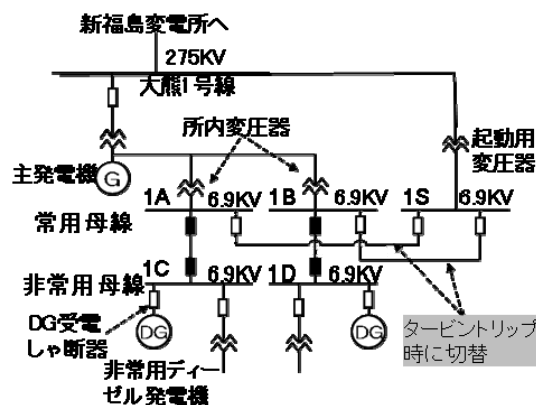 新福島変電所へ
275KV
大熊1号線
所内変圧器
起動用
変圧器
主発電機
G
1A
6.9KV
1B
6.9KV
1S
6.9KV
常用母線
1C
6.9KV
1D
6.9KV
非常用母線
DG受電
しゃ断器
DG
DG
タービントリップ
時に切替
非常用ディー
ゼル発電機